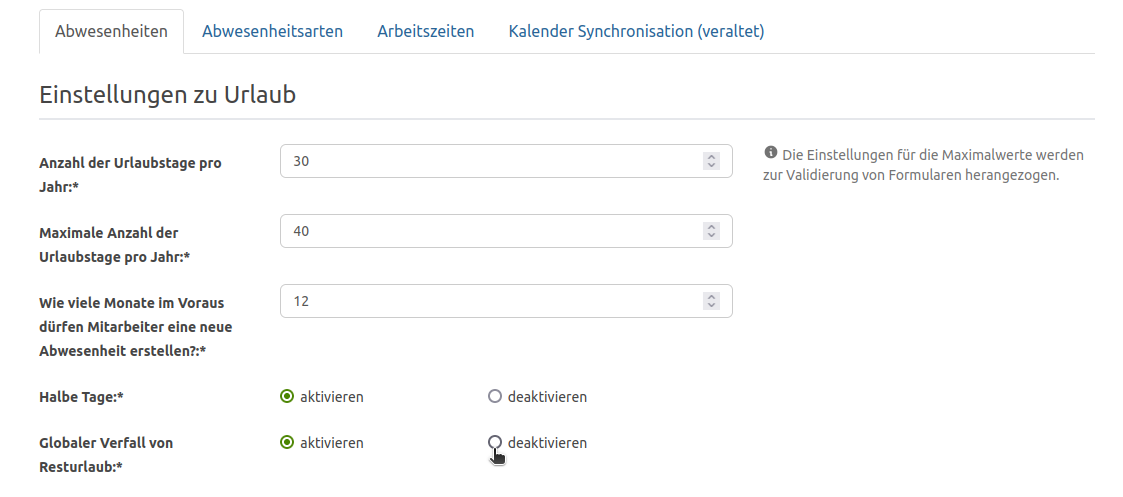 Abwesenheiten Abwesenheitsarten Arbeitszeiten Kalender Synchronisation (veraltet)
Einstellungen zu Urlaub
Anzahl der Urlaubstage pro
Jahr:*
30
Die Einstellungen für die Maximalwerte werden
zur Validierung von Formularen herangezogen.
Maximale Anzahl der
Urlaubstage pro Jahr:*
40
Wie viele Monate im Voraus
dürfen Mitarbeiter eine neue
Abwesenheit erstellen?:*
12
Halbe Tage:* aktivieren deaktivieren
Globaler Verfall von
Resturlaub:*
aktivieren deaktivieren